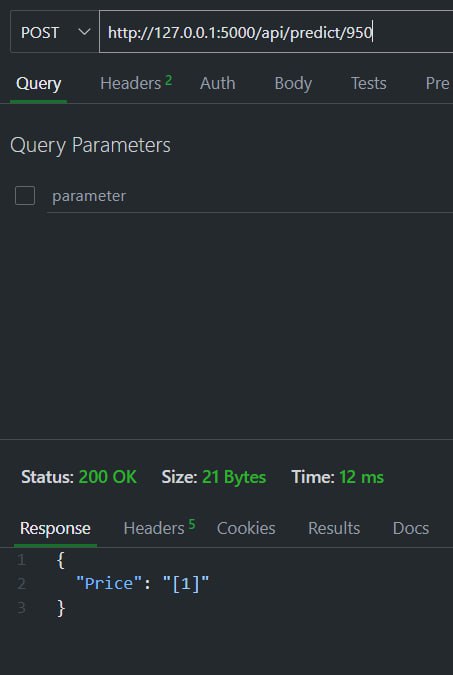 POST http://127.0.0.1:5000/api/predict/950
Query Headers 2 Auth Body Tests Pre
Query Parameters
parameter
Status: 200 OK Size: 21 Bytes Time: 12 ms
Response Headers 5 Cookies Results Docs
1 {
2 "Price": "[1]"
3 }